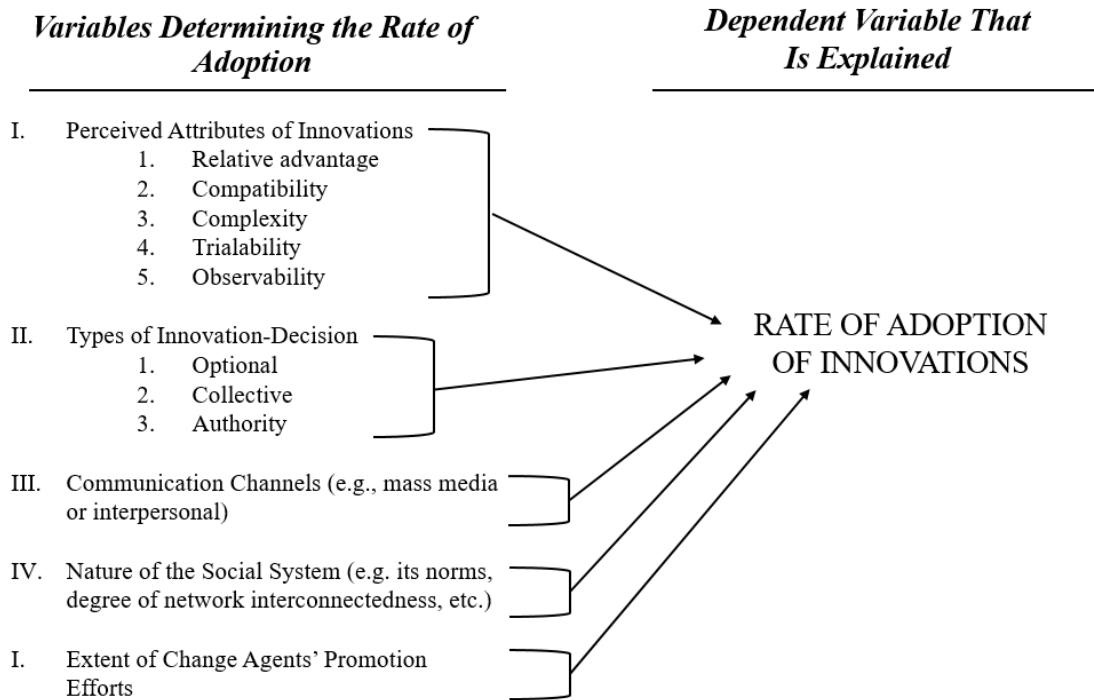 Variables Determining the Rate of
Adoption
Dependent Variable That
Is Explained
I. Perceived Attributes of Innovations
1. Relative advantage
2. Compatibility
3. Complexity
4. Trialability
5. Observability
II. Types of Innovation-Decision
1. Optional
2. Collective
3. Authority
III. Communication Channels (e.g., mass media
or interpersonal)
IV. Nature of the Social System (e.g. its norms,
degree of network interconnectedness, etc.)
I. Extent of Change Agents’ Promotion
Efforts
RATE OF ADOPTION
OF INNOVATIONS